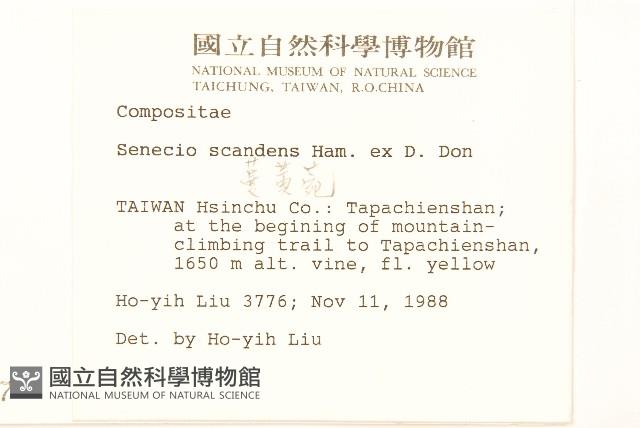 國立自然科學博物館
NATIONAL MUSEUM OF NATURAL SCIENCE
TAICHUNG, TAIWAN, R.O.CHINA
Compositae
Senecio scandens Ham. ex D. Don
蔓黃菀
TAIWAN Hsinchu Co.: Tapachienshan;
at the begining of mountain-
climbing trail to Tapachienshan,
1650 m alt. vine, fl. yellow
Ho-yih Liu 3776; Nov 11, 1988
Det. by Ho-yih Liu
國立自然科學博物館
NATIONAL MUSEUM OF NATURAL SCIENCE